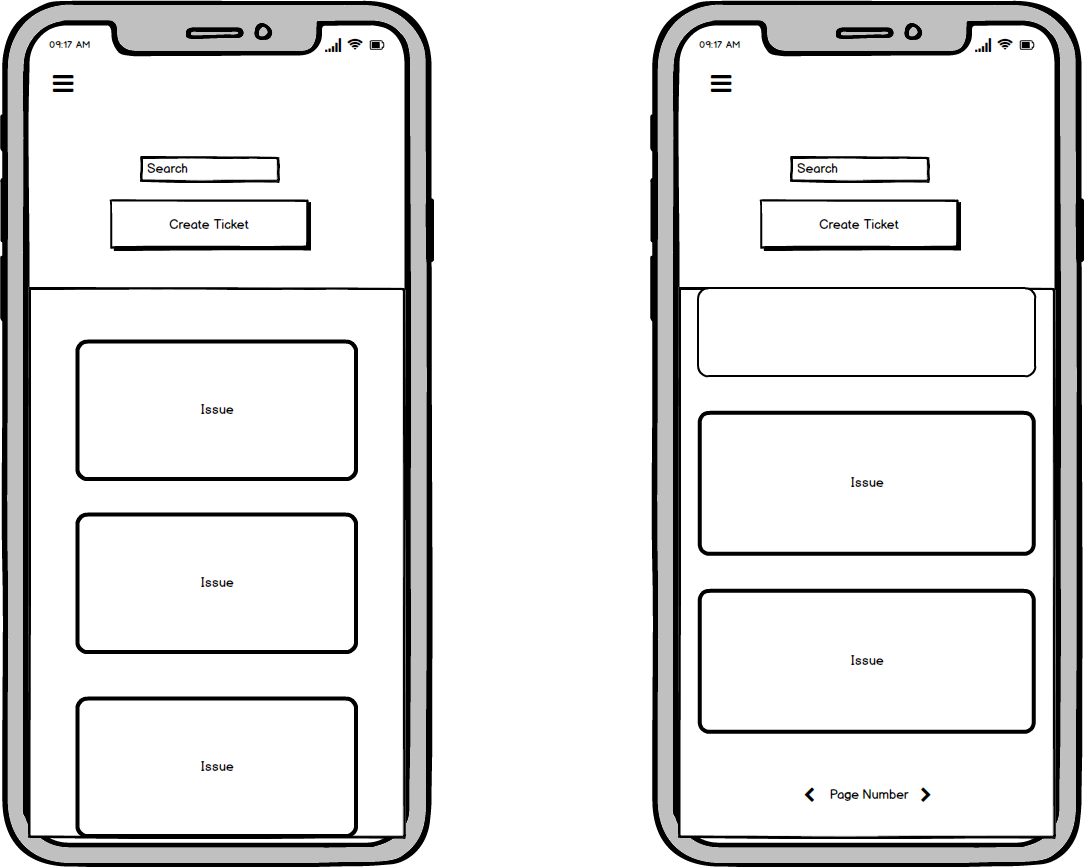 09:17 AM
Search
Create Ticket
Issue
Issue
Issue
09:17 AM
Search
Create Ticket
Issue
Issue
Page Number